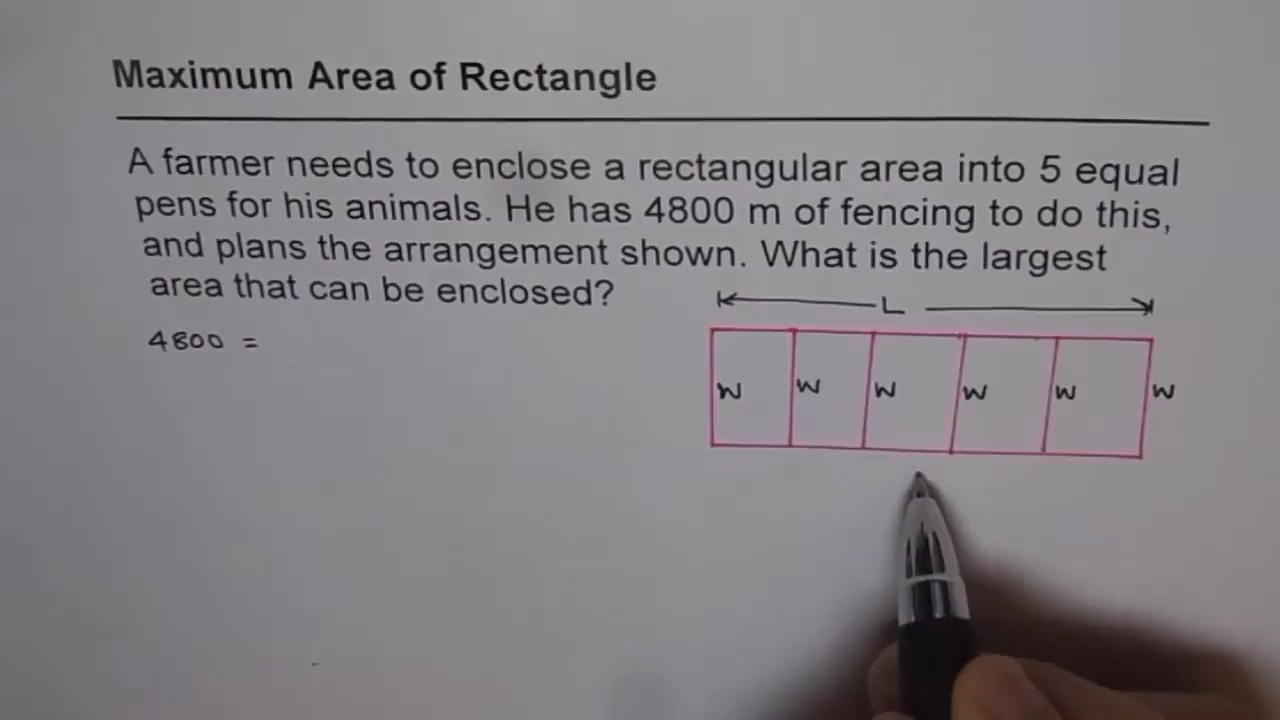 Maximum Area of Rectangle
A farmer needs to enclose a rectangular area into 5 equal
pens for his animals. He has 4800 m of fencing to do this,
and plans the arrangement shown. What is the largest
area that can be enclosed?
L
4800 =
W W W W W W